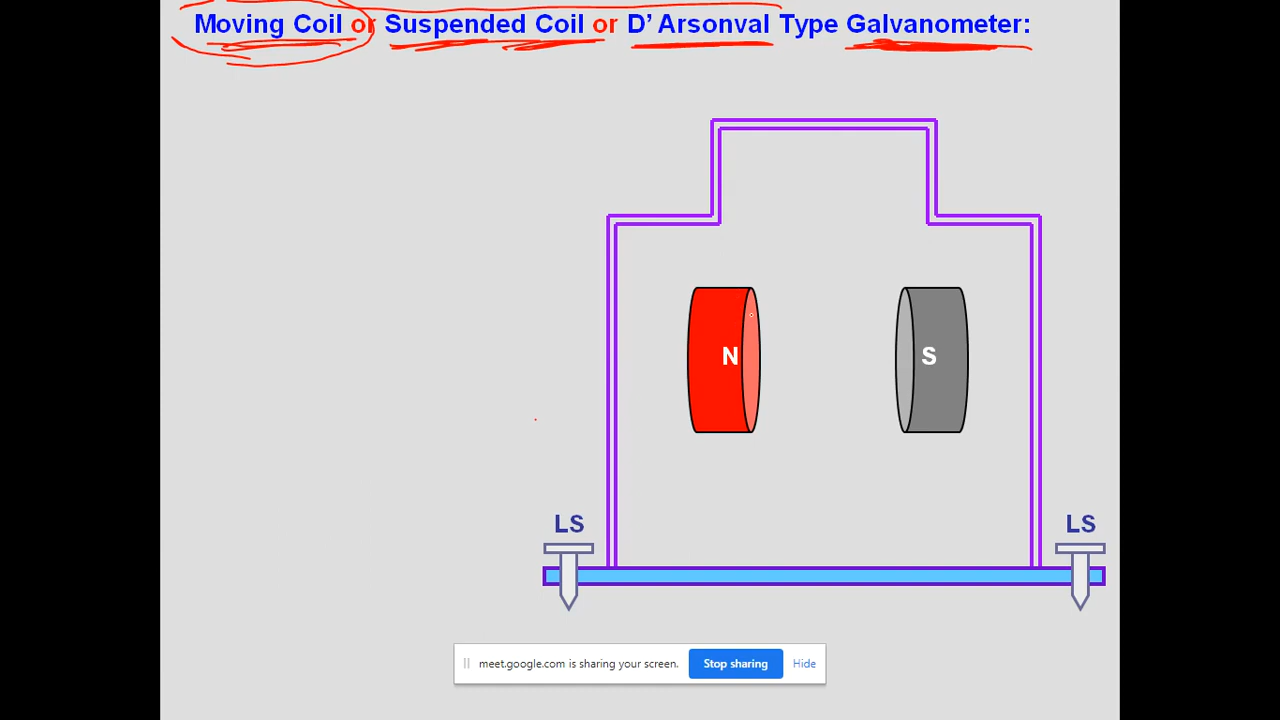 Moving Coil or Suspended Coil or D’ Arsonval Type Galvanometer:
N
S
LS
LS
meet.google.com is sharing your screen. Stop sharing Hide